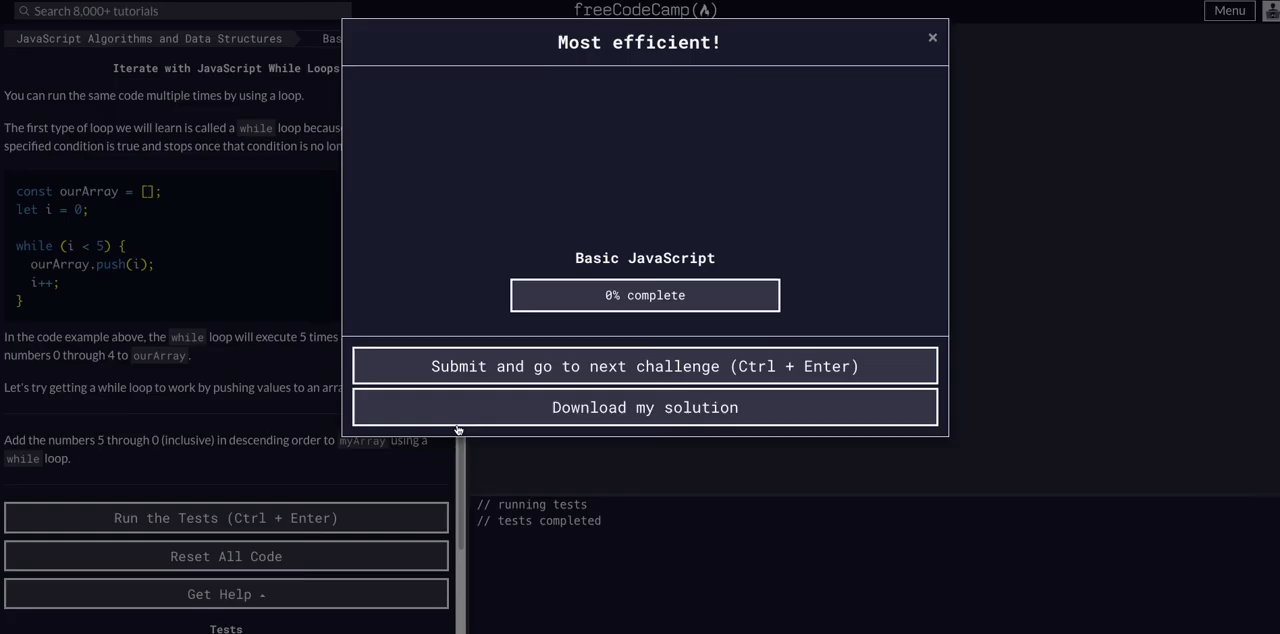 Search 8,000+ tutorials
freeCodeCamp
Menu
JavaScript Algorithms and Data Structures
Bas
Iterate with JavaScript While Loops
You can run the same code multiple times by using a loop.
The first type of loop we will learn is called a while loop becaus
specified condition is true and stops once that condition is no lon
const ourArray = [];
let i = 0;
while (i < 5) {
ourArray.push(i);
i++;
}
In the code example above, the while loop will execute 5 times
numbers 0 through 4 to ourArray.
Let's try getting a while loop to work by pushing values to an arra
Add the numbers 5 through 0 (inclusive) in descending order to myArray using a
while loop.
Run the Tests (Ctrl + Enter)
Reset All Code
Get Help
Tests
Most efficient!
×
Basic JavaScript
0% complete
Submit and go to next challenge (Ctrl + Enter)
Download my solution
// running tests
// tests completed